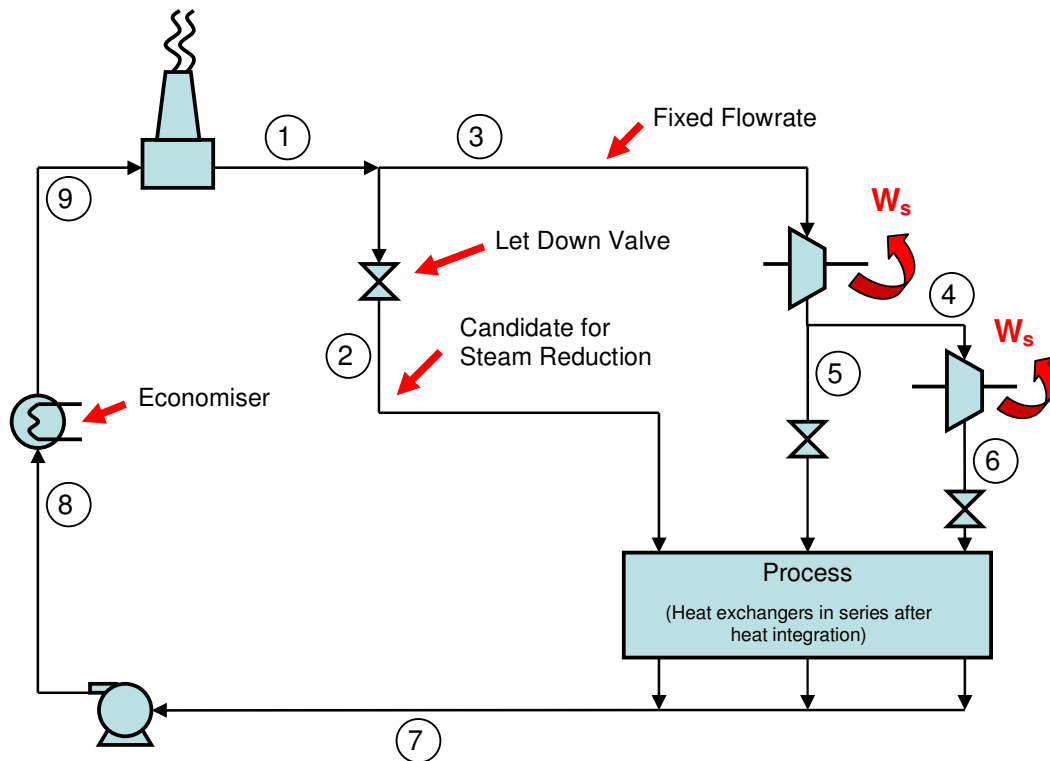 1
3
Fixed Flowrate
9
Ws
Let Down Valve
4
Ws
2
Candidate for
Steam Reduction
5
Economiser
6
8
Process
(Heat exchangers in series after
heat integration)
7